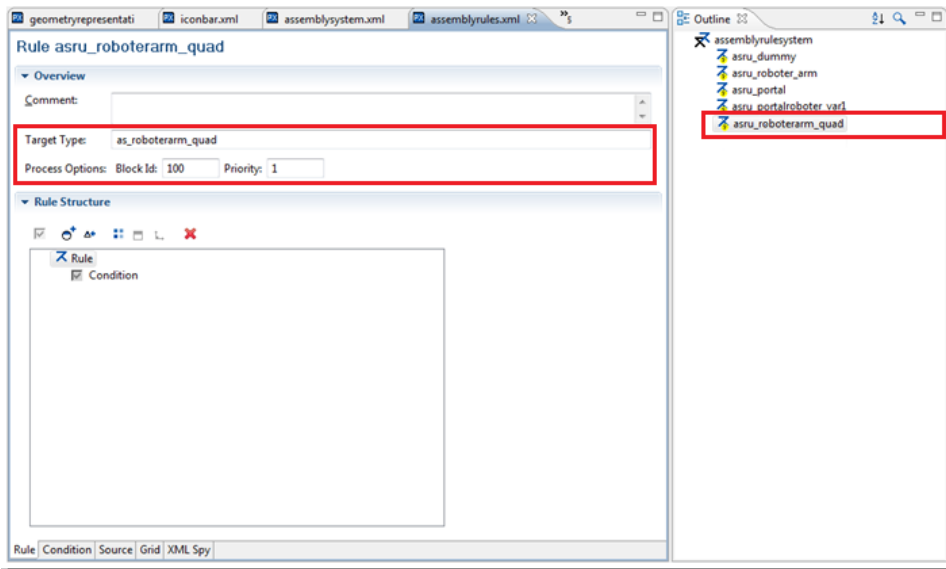 geometryrepresentati iconbar.xml assemblysystem.xml assemblyrules.xml »5
Rule asru_roboterarm_quad
Overview
Comment:
Target Type: as_roboterarm_quad
Process Options: Block Id: 100 Priority: 1
Rule Structure
Rule
Condition
Rule Condition Source Grid XML Spy
Outline
assemblyrulesystem
asru_dummy
asru_roboter_arm
asru_portal
asru_portalroboter_var1
asru_roboterarm_quad